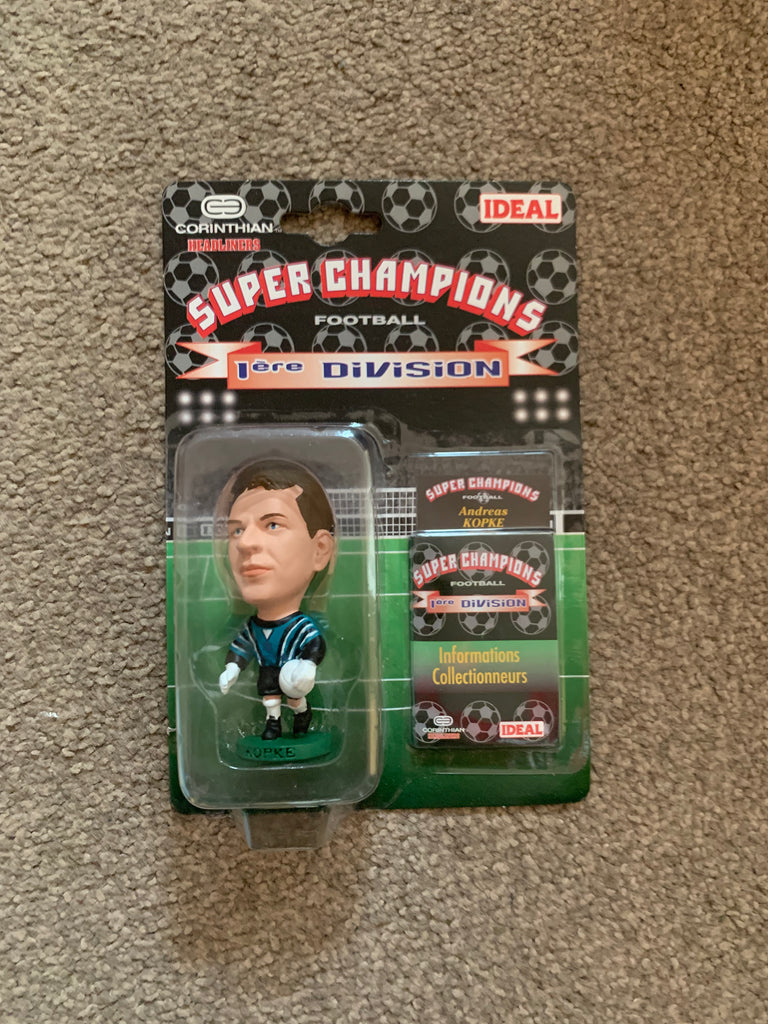 CORINTHIAN
HEADLINERS
IDEAL
SUPER CHAMPIONS
FOOTBALL
1ère DIVISION
SUPER CHAMPIONS
FOOTBALL
Andreas
KOPKE
SUPER CHAMPIONS
FOOTBALL
1ère DIVISION
Informations
Collectionneurs
CORINTHIAN
HEADLINERS
IDEAL
KOPKE